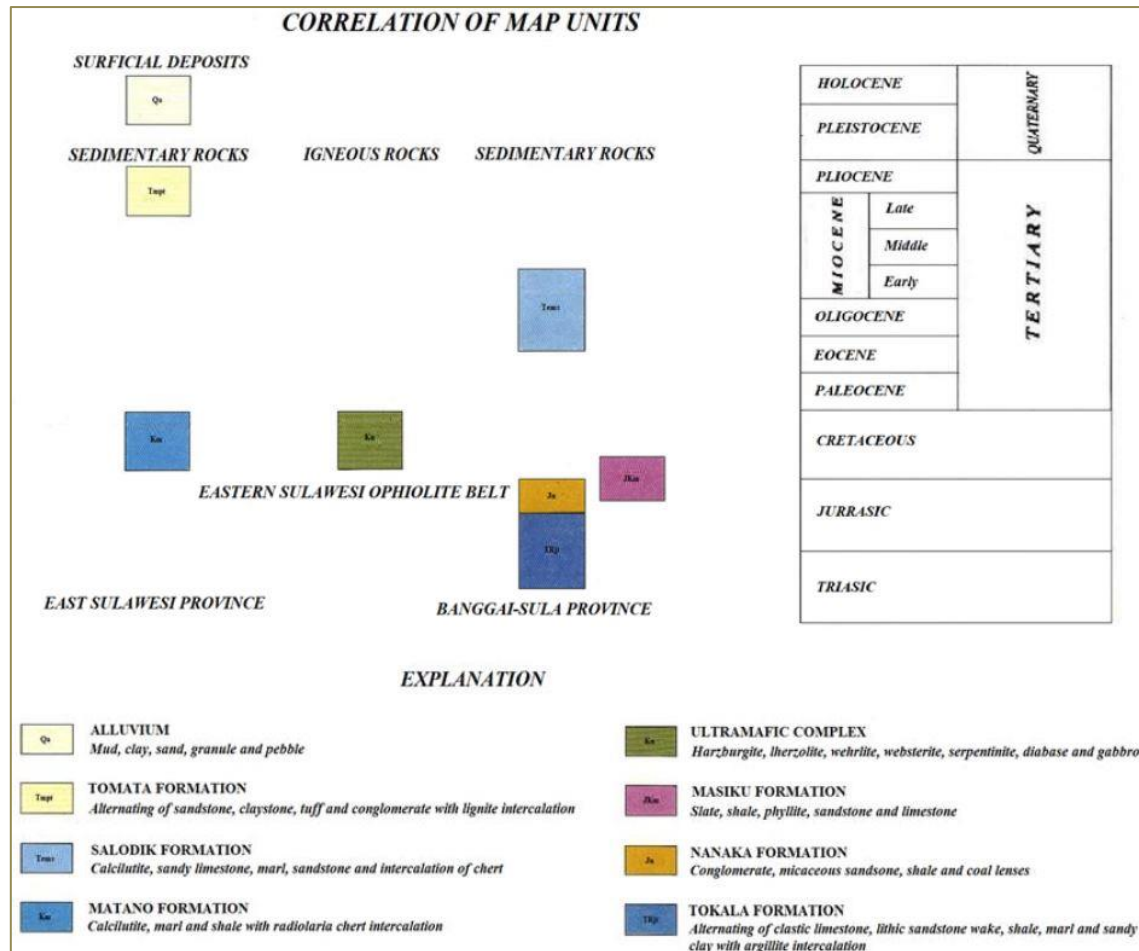 CORRELATION OF MAP UNITS
SURFICIAL DEPOSITS
Qa
SEDIMENTARY ROCKS
IGNEOUS ROCKS
SEDIMENTARY ROCKS
Tmpt
Tems
Km
Ku
EASTERN SULAWESI OPHIOLITE BELT
Jn
JKm
TRjt
EAST SULAWESI PROVINCE
BANGGAI-SULA PROVINCE
HOLOCENE
PLEISTOCENE
QUATERNARY
PLIOCENE
MIOCENE
Late
Middle
Early
OLIGOCENE
EOCENE
PALEOCENE
TERTIARY
CRETACEOUS
JURRASIC
TRIASIC
EXPLANATION
Qa
ALLUVIUM
Mud, clay, sand, granule and pebble
Tmpt
TOMATA FORMATION
Alternating of sandstone, claystone, tuff and conglomerate with lignite intercalation
Tems
SALODIK FORMATION
Calcilutite, sandy limestone, marl, sandstone and intercalation of chert
Km
MATANO FORMATION
Calcilutite, marl and shale with radiolaria chert intercalation
Ku
ULTRAMAFIC COMPLEX
Harzburgite, lherzolite, wehrlite, websterite, serpentinite, diabase and gabbro
JKm
MASIKU FORMATION
Slate, shale, phyllite, sandstone and limestone
Jn
NANAKA FORMATION
Conglomerate, micaceous sandsone, shale and coal lenses
TRjt
TOKALA FORMATION
Alternating of clastic limestone, lithic sandstone wake, shale, marl and sandy
clay with argillite intercalation